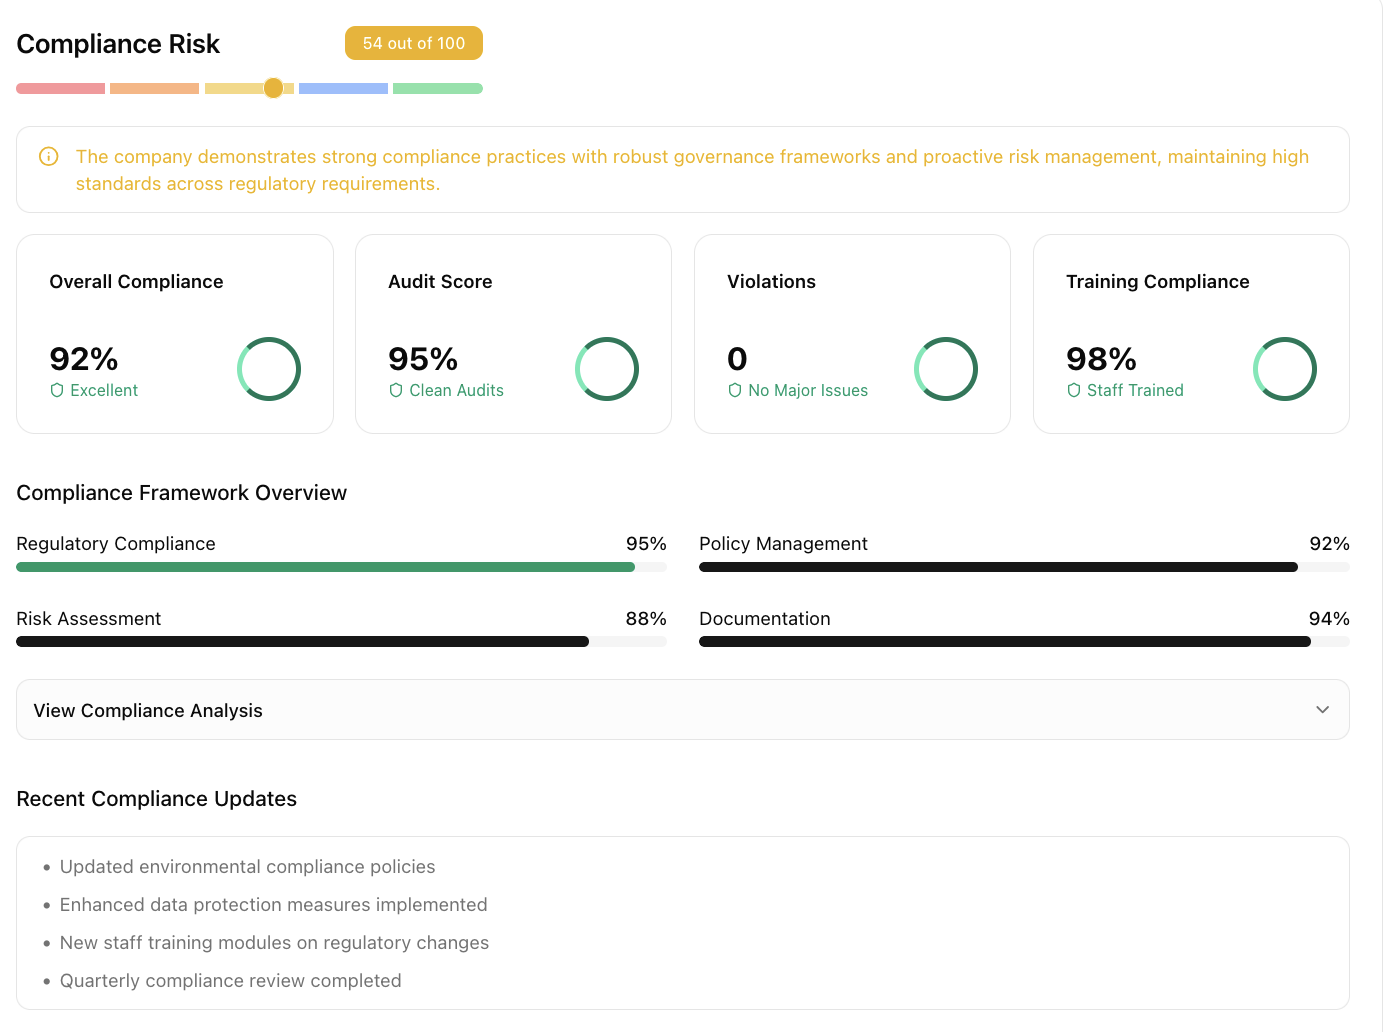 Compliance Risk
54 out of 100
The company demonstrates strong compliance practices with robust governance frameworks and proactive risk management, maintaining high
standards across regulatory requirements.
Overall Compliance
92%
Excellent
Audit Score
95%
Clean Audits
Violations
0
No Major Issues
Training Compliance
98%
Staff Trained
Compliance Framework Overview
Regulatory Compliance 95%
Policy Management 92%
Risk Assessment 88%
Documentation 94%
View Compliance Analysis
Recent Compliance Updates
• Updated environmental compliance policies
• Enhanced data protection measures implemented
• New staff training modules on regulatory changes
• Quarterly compliance review completed